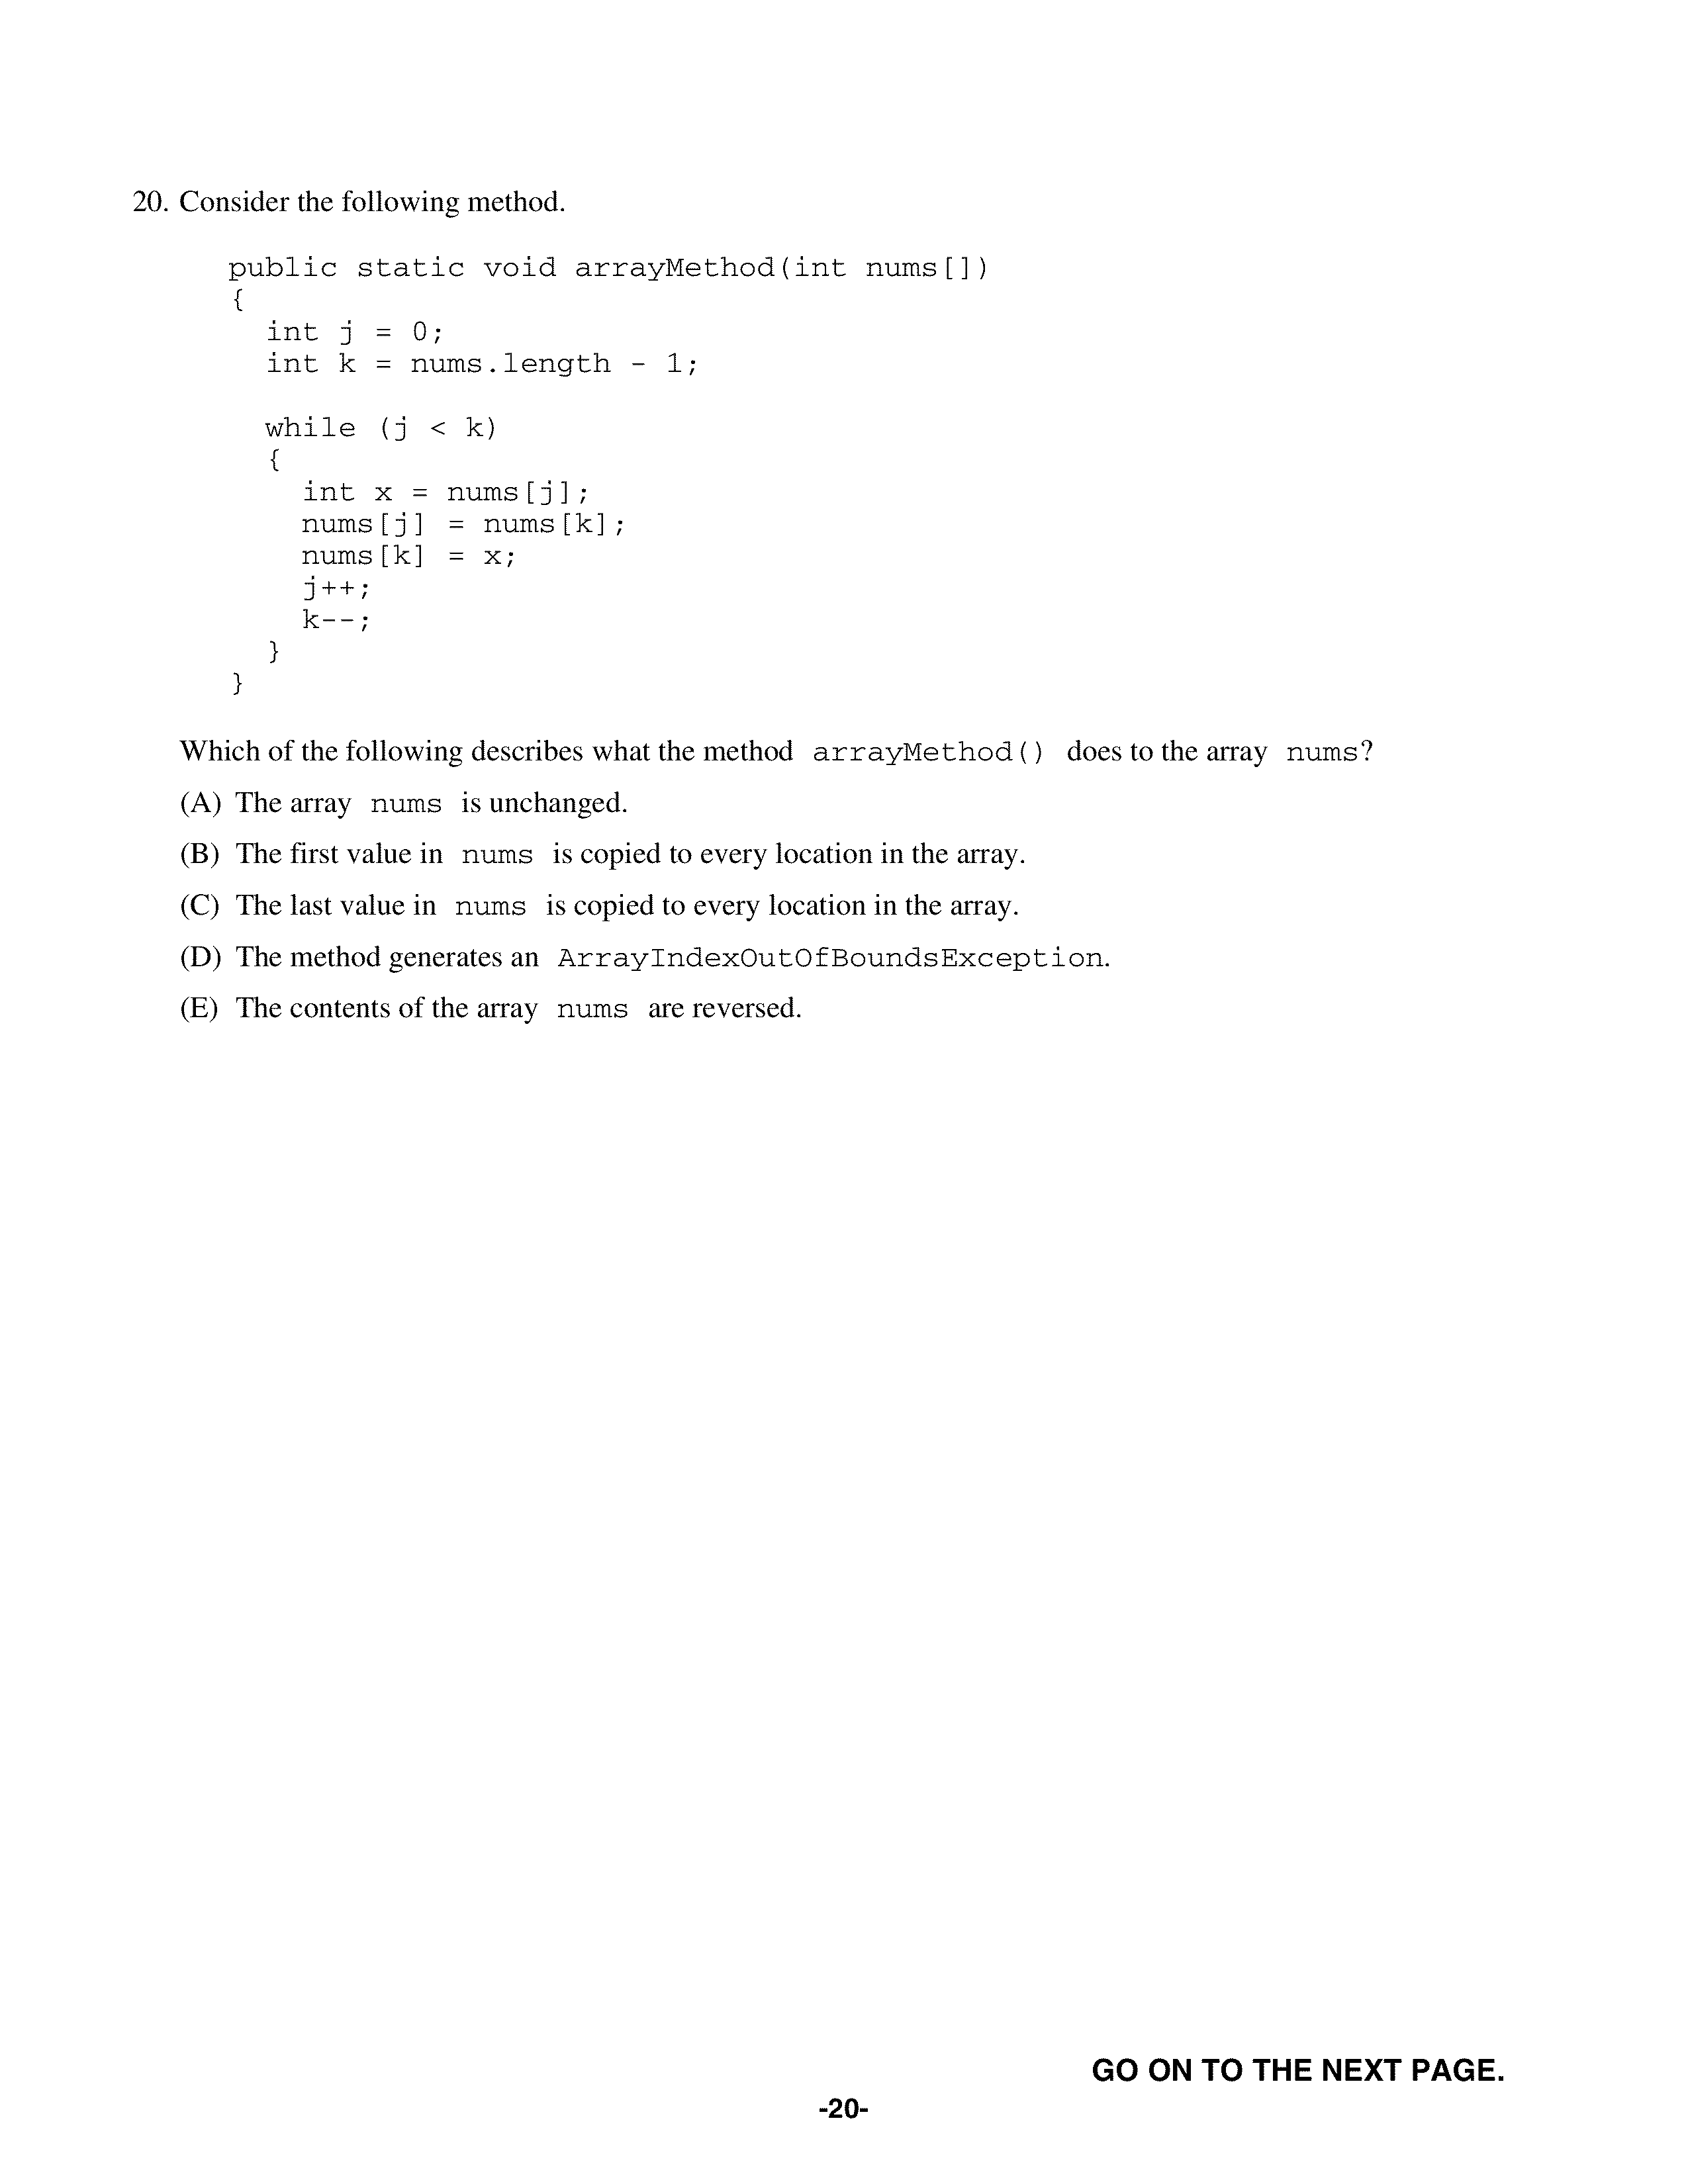 20. Consider the following method.
public static void arrayMethod(int nums[])
{
int j = 0;
int k = nums.length - 1;
while (j < k)
{
int x = nums[j];
nums[j] = nums[k];
nums[k] = x;
j++;
k--;
}
}
Which of the following describes what the method arrayMethod() does to the array nums?
(A) The array nums is unchanged.
(B) The first value in nums is copied to every location in the array.
(C) The last value in nums is copied to every location in the array.
(D) The method generates an ArrayIndexOutOfBoundsException.
(E) The contents of the array nums are reversed.
GO ON TO THE NEXT PAGE.
-20-